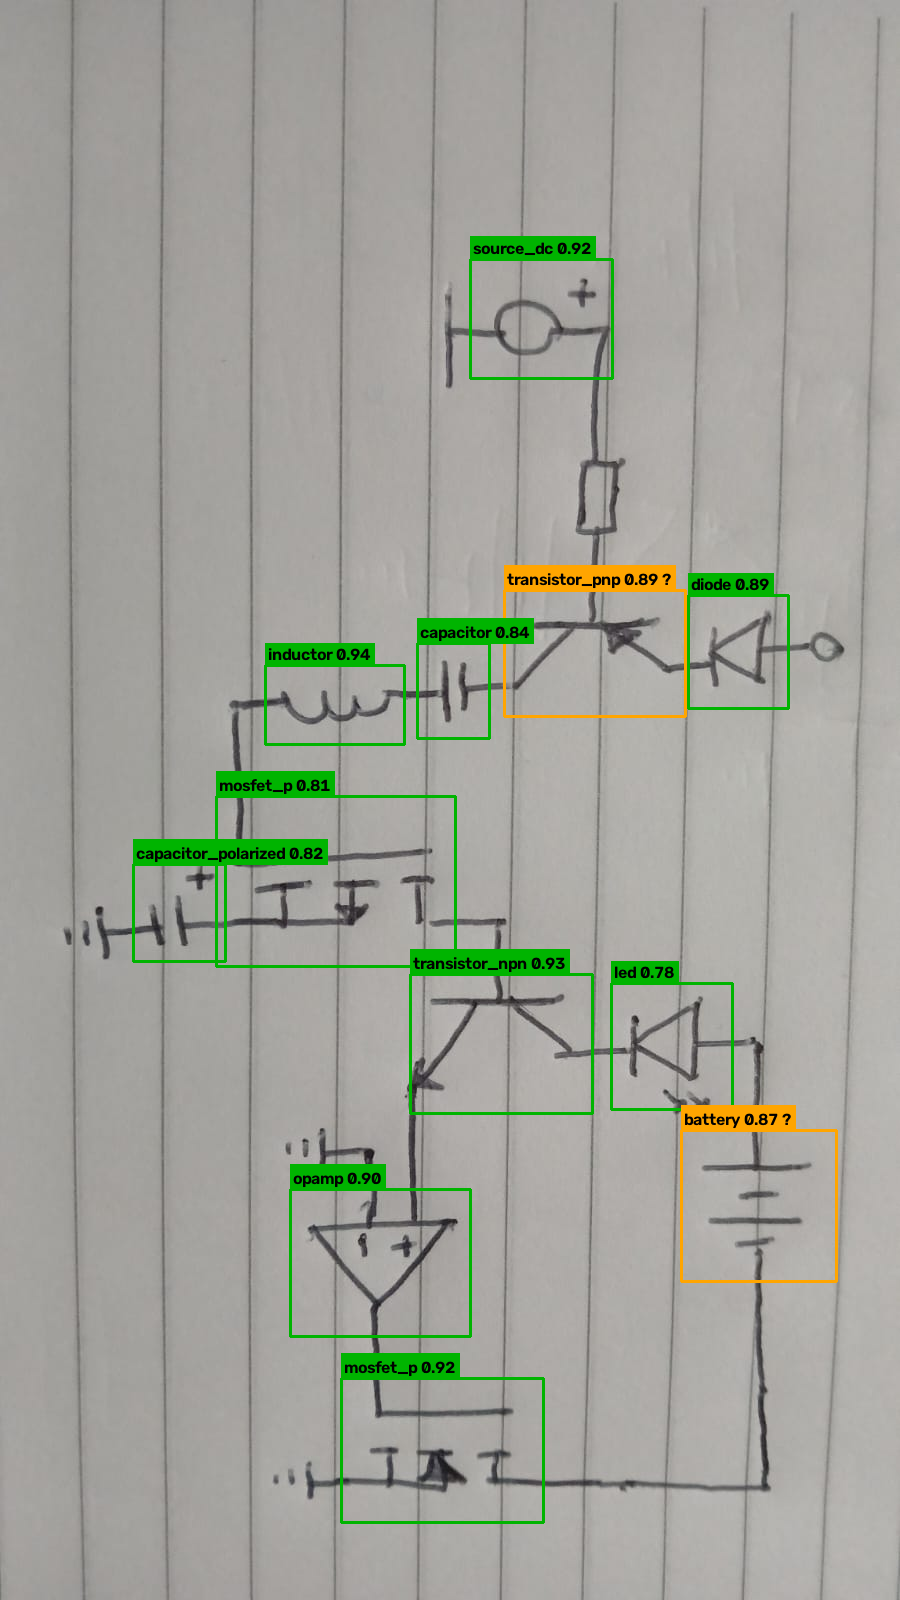 source_dc 0.92
+
transistor_pnp 0.89 ?
diode 0.89
capacitor 0.84
inductor 0.94
mosfet_p 0.81
capacitor_polarized 0.82
+
transistor_npn 0.93
led 0.78
battery 0.87 ?
opamp 0.90
- +
mosfet_p 0.92